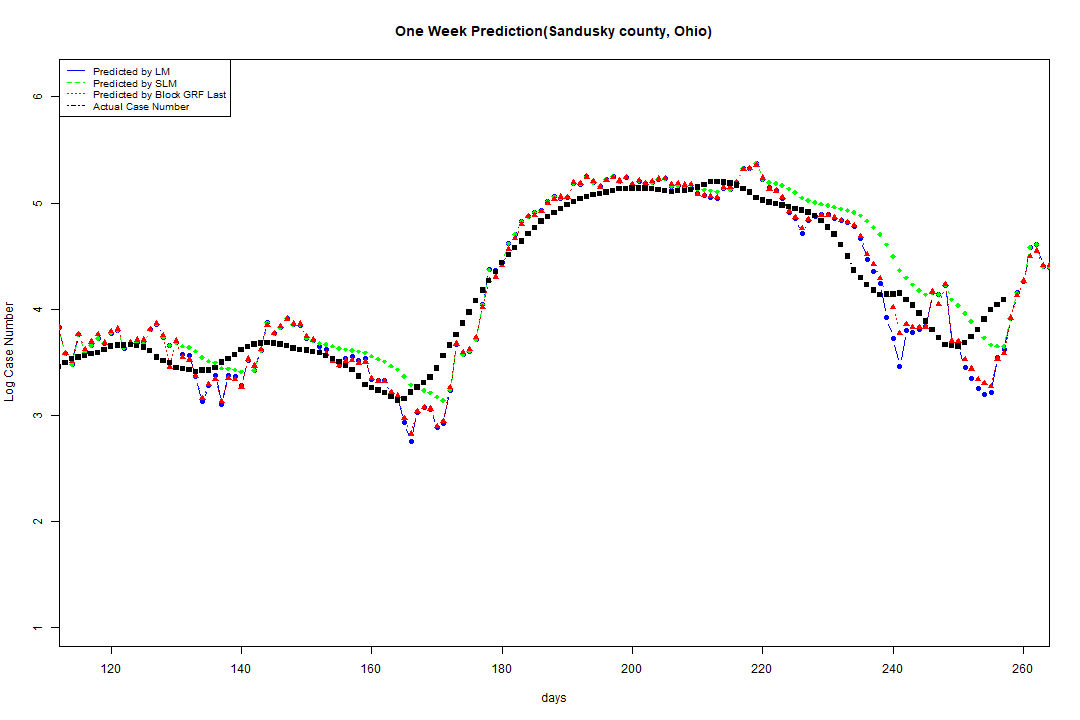 One Week Prediction(Sandusky county, Ohio)
Predicted by LM
Predicted by SLM
Predicted by Block GRF Last
Actual Case Number
6
5
4
3
2
1
Log Case Number
120 140 160 180 200 220 240 260
days